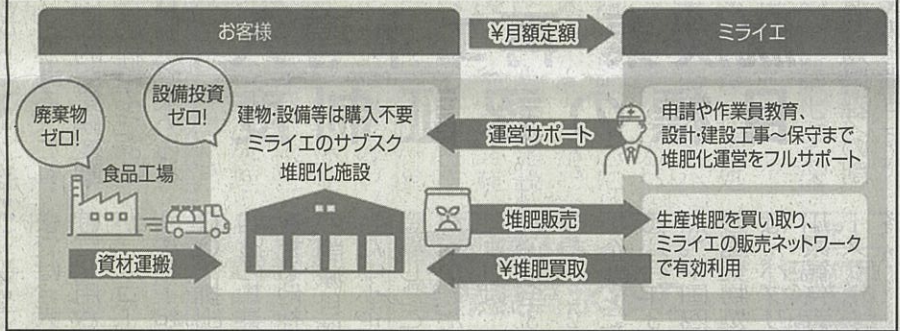 お客様
¥月額定額
ミライエ
廃棄物
ゼロ!
設備投資
ゼロ!
建物・設備等は購入不要
ミライエのサブスク
堆肥化施設
食品工場
資材運搬
運営サポート
申請や作業員教育、
設計・建設工事〜保守まで
堆肥化運営をフルサポート
堆肥販売
¥堆肥買取
生産堆肥を買い取り、
ミライエの販売ネットワーク
で有効利用